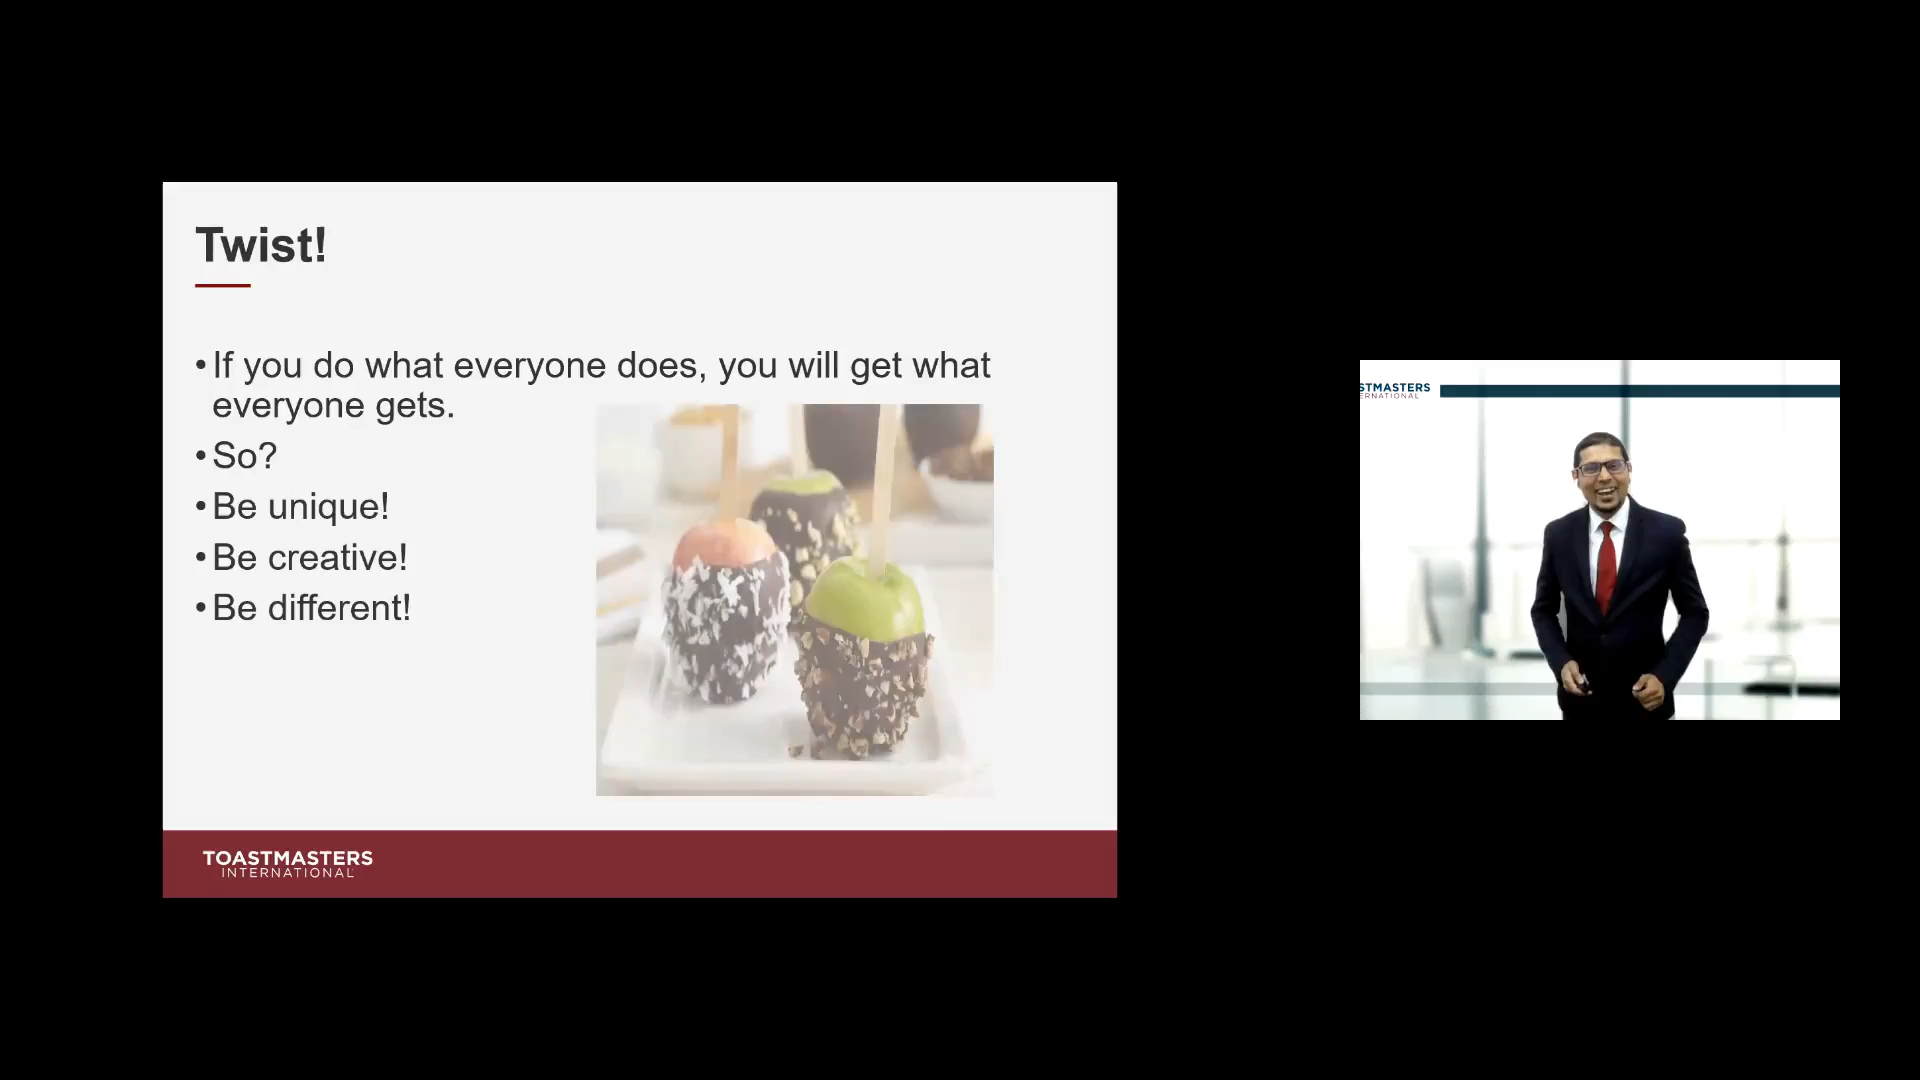 Twist!
•If you do what everyone does, you will get what
everyone gets.
•So?
•Be unique!
•Be creative!
•Be different!
TOASTMASTERS
INTERNATIONAL
STMASTERS
ERNATIONAL